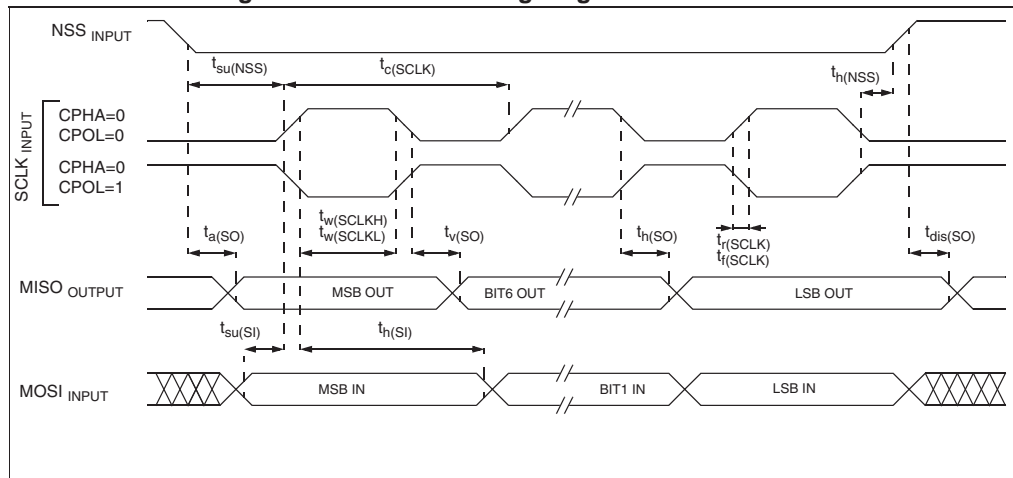 NSS INPUT
tsu(NSS)
tc(SCLK)
th(NSS)
SCLK INPUT
CPHA=0
CPOL=0
CPHA=0
CPOL=1
ta(SO)
tw(SCLKH)
tw(SCLKL)
tv(SO)
th(SO)
tr(SCLK)
tf(SCLK)
tdis(SO)
MISO OUTPUT
MSB OUT
BIT6 OUT
LSB OUT
tsu(SI)
th(SI)
MOSI INPUT
MSB IN
BIT1 IN
LSB IN